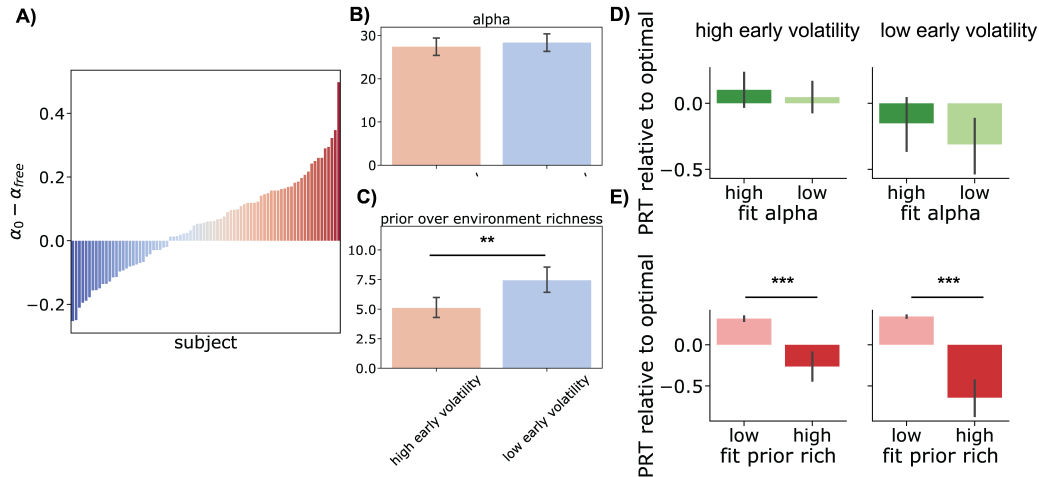 A)
α₀ − α_free
0.4
0.2
0.0
−0.2
subject
B)
alpha
30
20
10
0
C)
prior over environment richness
**
10.0
7.5
5.0
2.5
0.0
high early volatility
low early volatility
D)
high early volatility
low early volatility
PRT relative to optimal
0.0
−0.5
high
low
fit alpha
high
low
fit alpha
E)
PRT relative to optimal
***
***
0.0
−0.5
low
high
fit prior rich
low
high
fit prior rich